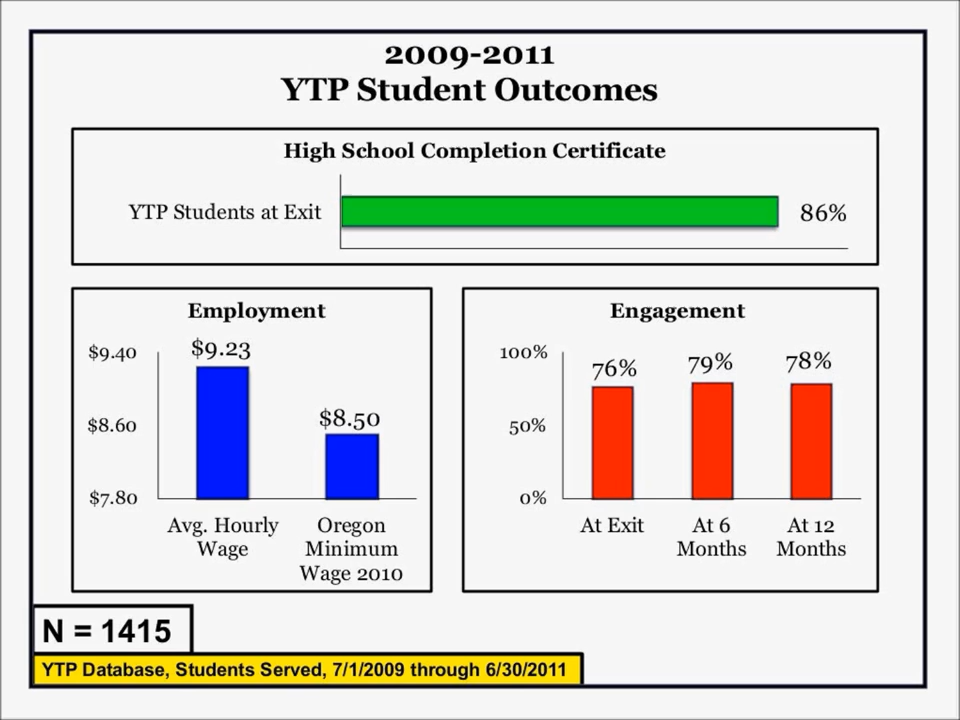 2009-2011
YTP Student Outcomes
High School Completion Certificate
YTP Students at Exit
86%
Employment
$9.40
$8.60
$7.80
$9.23
$8.50
Avg. Hourly
Wage
Oregon
Minimum
Wage 2010
Engagement
100%
50%
0%
76%
79%
78%
At Exit
At 6
Months
At 12
Months
N = 1415
YTP Database, Students Served, 7/1/2009 through 6/30/2011